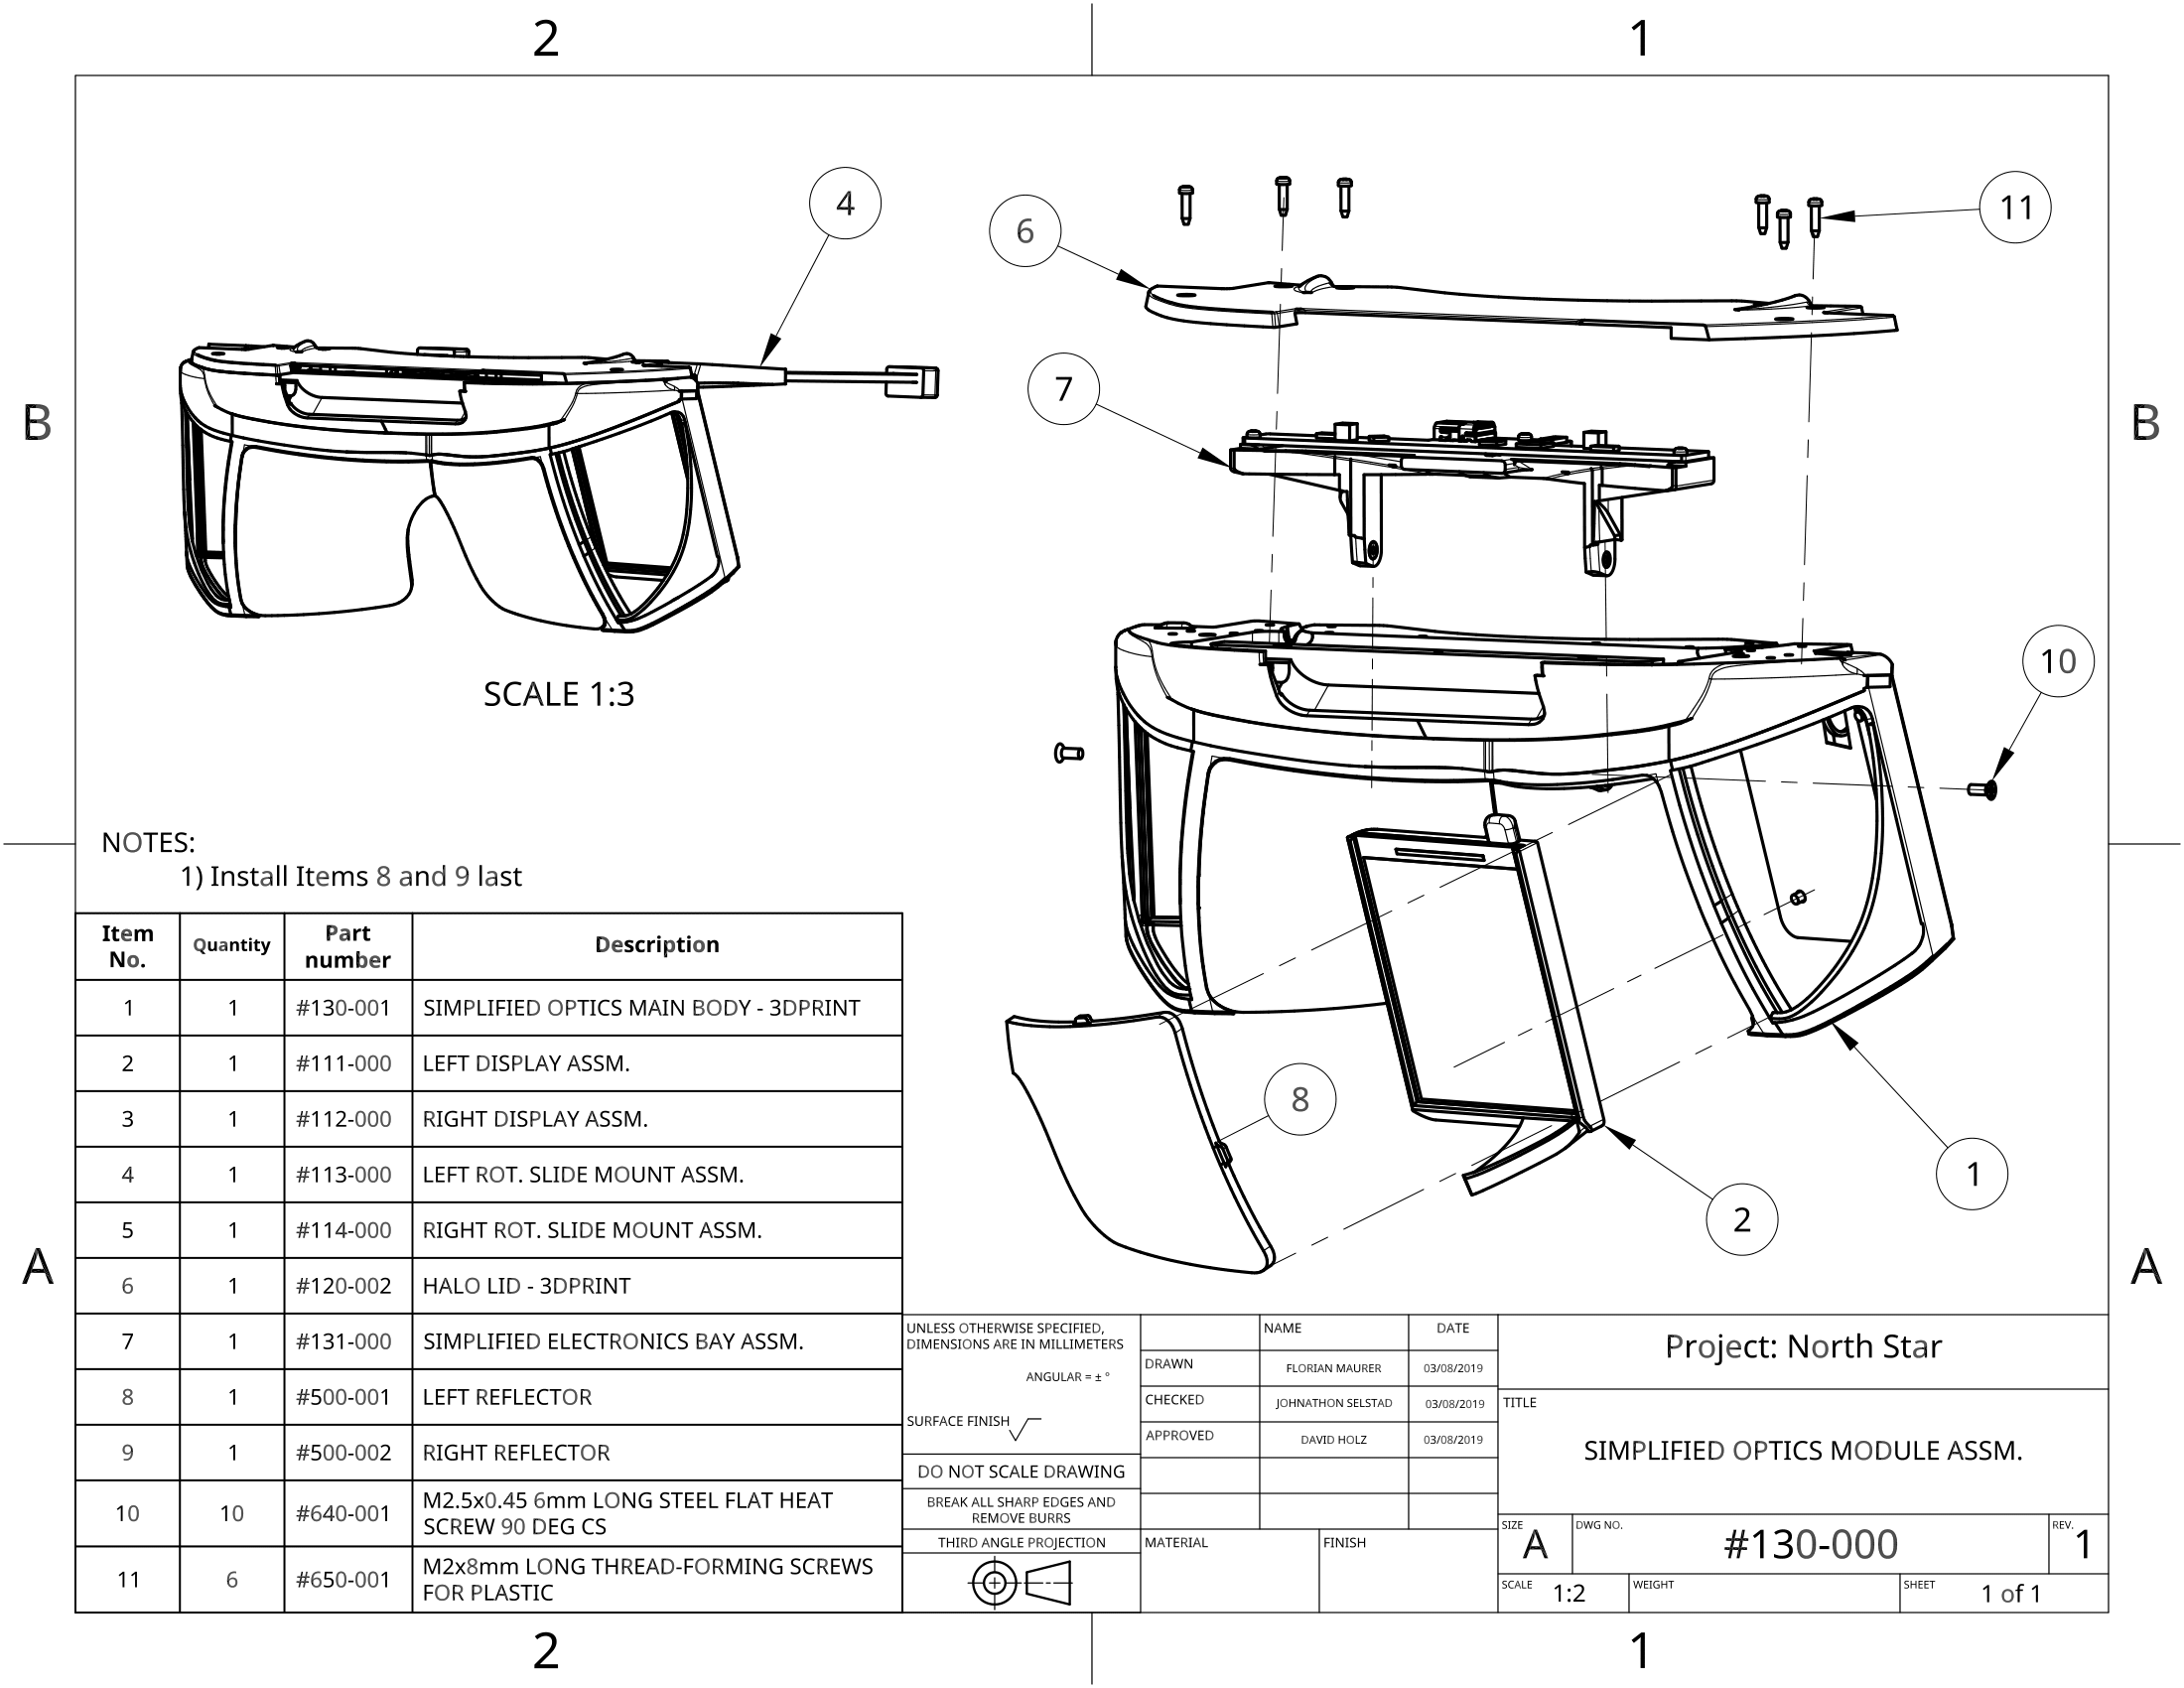 2 1
B B
A A
4
6
11
7
10
SCALE 1:3
8
1
2
NOTES:
1) Install Items 8 and 9 last
Item No. Quantity Part number Description
1 1 #130-001 SIMPLIFIED OPTICS MAIN BODY - 3DPRINT
2 1 #111-000 LEFT DISPLAY ASSM.
3 1 #112-000 RIGHT DISPLAY ASSM.
4 1 #113-000 LEFT ROT. SLIDE MOUNT ASSM.
5 1 #114-000 RIGHT ROT. SLIDE MOUNT ASSM.
6 1 #120-002 HALO LID - 3DPRINT
7 1 #131-000 SIMPLIFIED ELECTRONICS BAY ASSM.
8 1 #500-001 LEFT REFLECTOR
9 1 #500-002 RIGHT REFLECTOR
10 10 #640-001 M2.5x0.45 6mm LONG STEEL FLAT HEAT
SCREW 90 DEG CS
11 6 #650-001 M2x8mm LONG THREAD-FORMING SCREWS
FOR PLASTIC
UNLESS OTHERWISE SPECIFIED,
DIMENSIONS ARE IN MILLIMETERS
ANGULAR = ± °
SURFACE FINISH
DO NOT SCALE DRAWING
BREAK ALL SHARP EDGES AND
REMOVE BURRS
THIRD ANGLE PROJECTION
NAME DATE
DRAWN FLORIAN MAURER 03/08/2019
CHECKED JOHNATHON SELSTAD 03/08/2019
APPROVED DAVID HOLZ 03/08/2019
MATERIAL FINISH
Project: North Star
TITLE
SIMPLIFIED OPTICS MODULE ASSM.
SIZE A DWG NO. #130-000 REV. 1
SCALE 1:2 WEIGHT SHEET 1 of 1
2 1